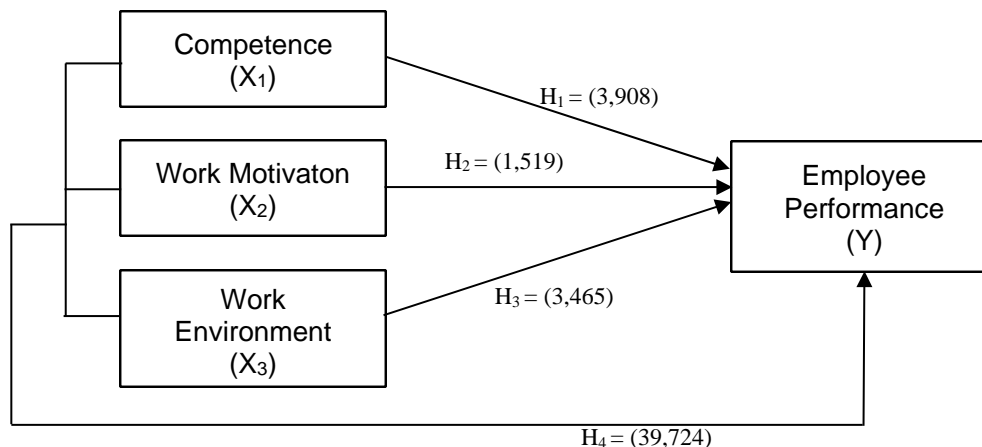 Competence
(X₁)
H₁ = (3,908)
Work Motivaton
(X₂)
H₂ = (1,519)
Employee
Performance
(Y)
Work
Environment
(X₃)
H₃ = (3,465)
H₄ = (39,724)